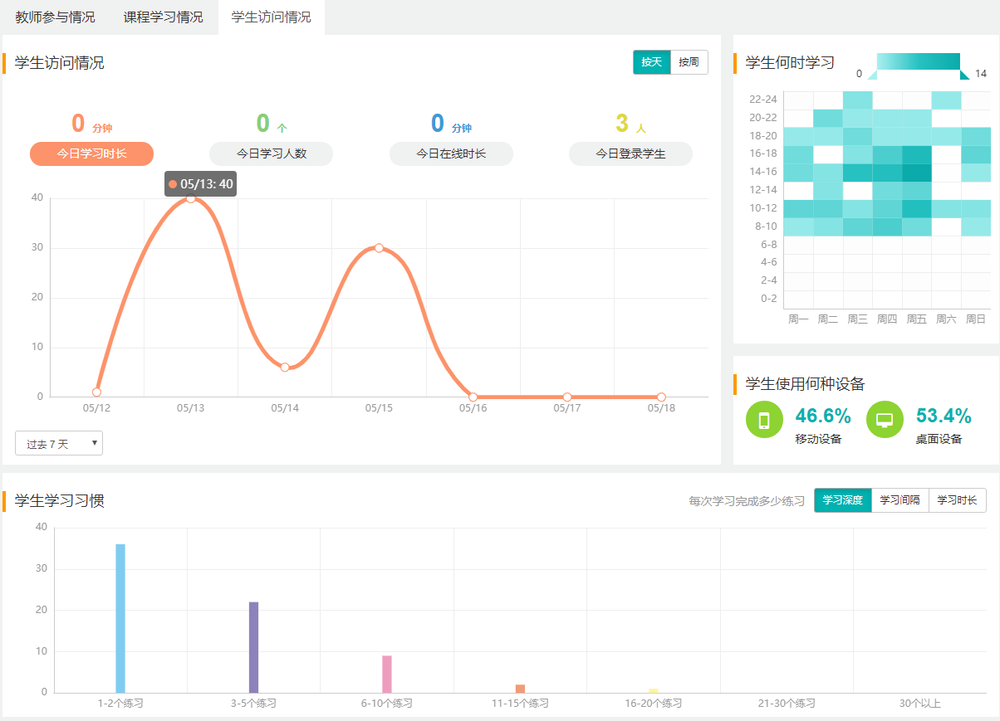 教师参与情况 课程学习情况 学生访问情况
学生访问情况
按天 按周
0 分钟
今日学习时长
0 个
今日学习人数
0 分钟
今日在线时长
3 人
今日登录学生
05/13: 40
40
30
20
10
0
05/12 05/13 05/14 05/15 05/16 05/17 05/18
过去 7 天
学生何时学习
0 14
22-24
20-22
18-20
16-18
14-16
12-14
10-12
8-10
6-8
4-6
2-4
0-2
周一 周二 周三 周四 周五 周六 周日
学生使用何种设备
46.6%
移动设备
53.4%
桌面设备
学生学习习惯
每次学习完成多少练习 学习深度 学习间隔 学习时长
40
30
20
10
0
1-2个练习 3-5个练习 6-10个练习 11-15个练习 16-20个练习 21-30个练习 30个以上